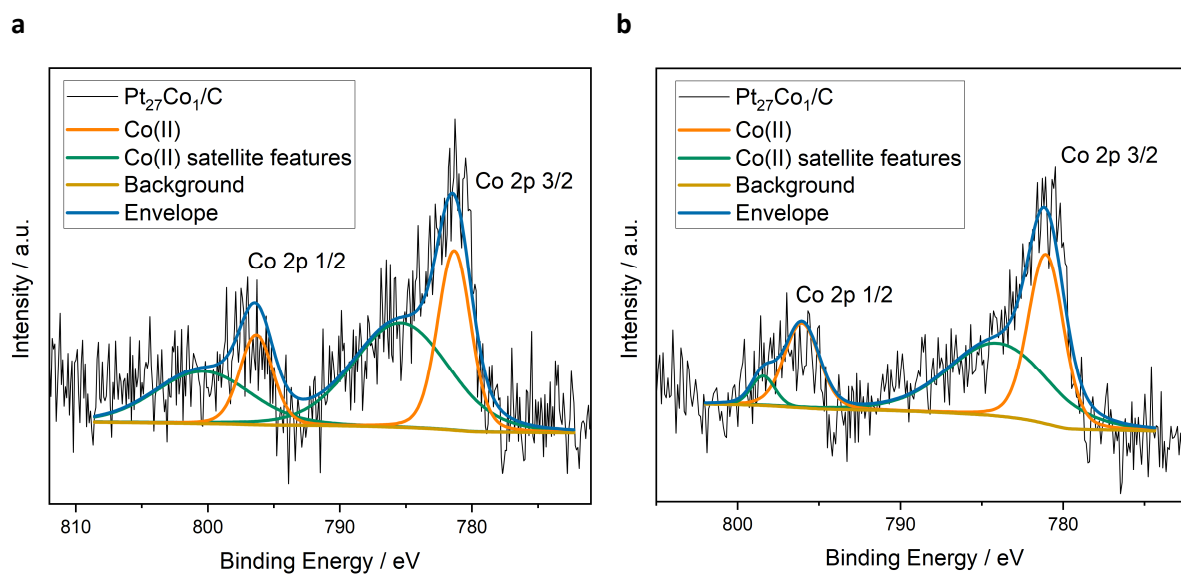 a
Pt₂₇Co₁/C
Co(II)
Co(II) satellite features
Background
Envelope
Co 2p 3/2
Co 2p 1/2
Intensity / a.u.
810
800
790
780
Binding Energy / eV
b
Pt₂₇Co₁/C
Co(II)
Co(II) satellite features
Background
Envelope
Co 2p 3/2
Co 2p 1/2
Intensity / a.u.
800
790
780
Binding Energy / eV